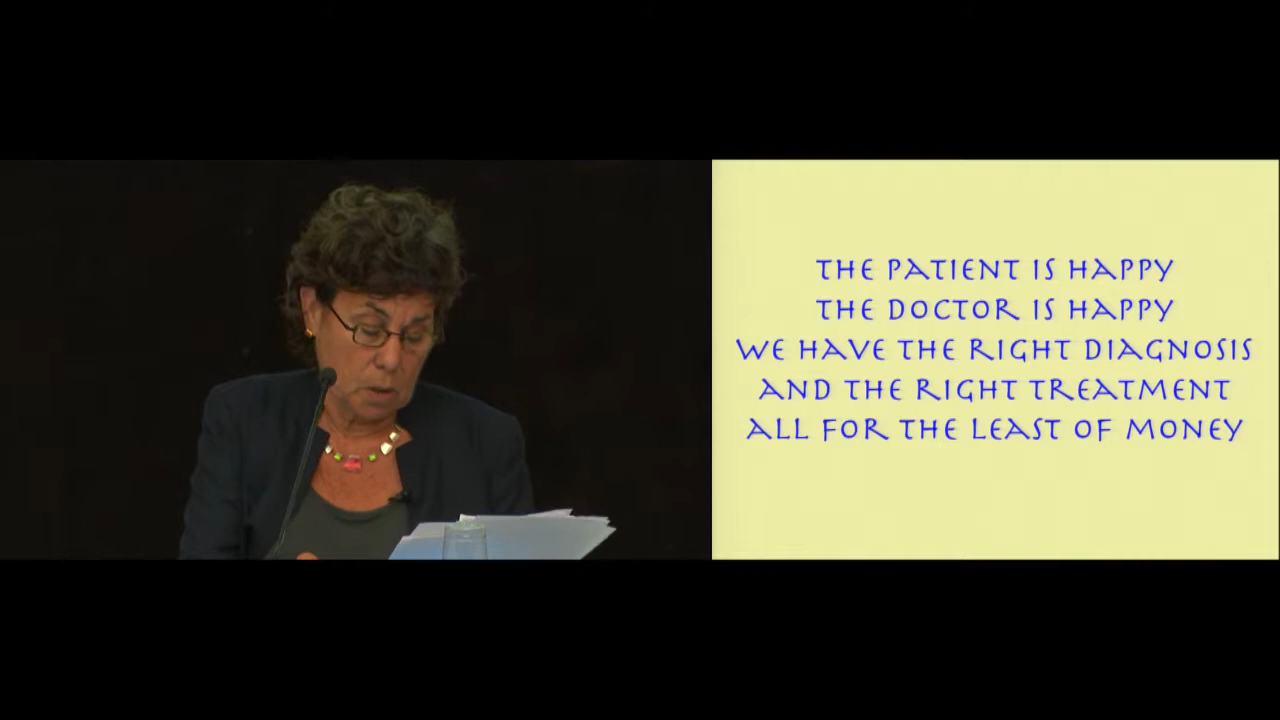 THE PATIENT IS HAPPY
THE DOCTOR IS HAPPY
WE HAVE THE RIGHT DIAGNOSIS
AND THE RIGHT TREATMENT
ALL FOR THE LEAST OF MONEY